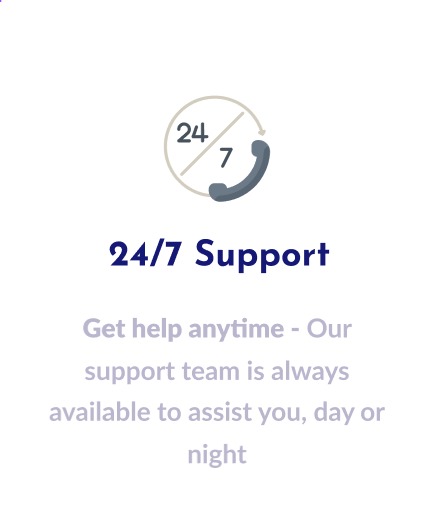 24
7
24/7 Support
Get help anytime - Our
support team is always
available to assist you, day or
night